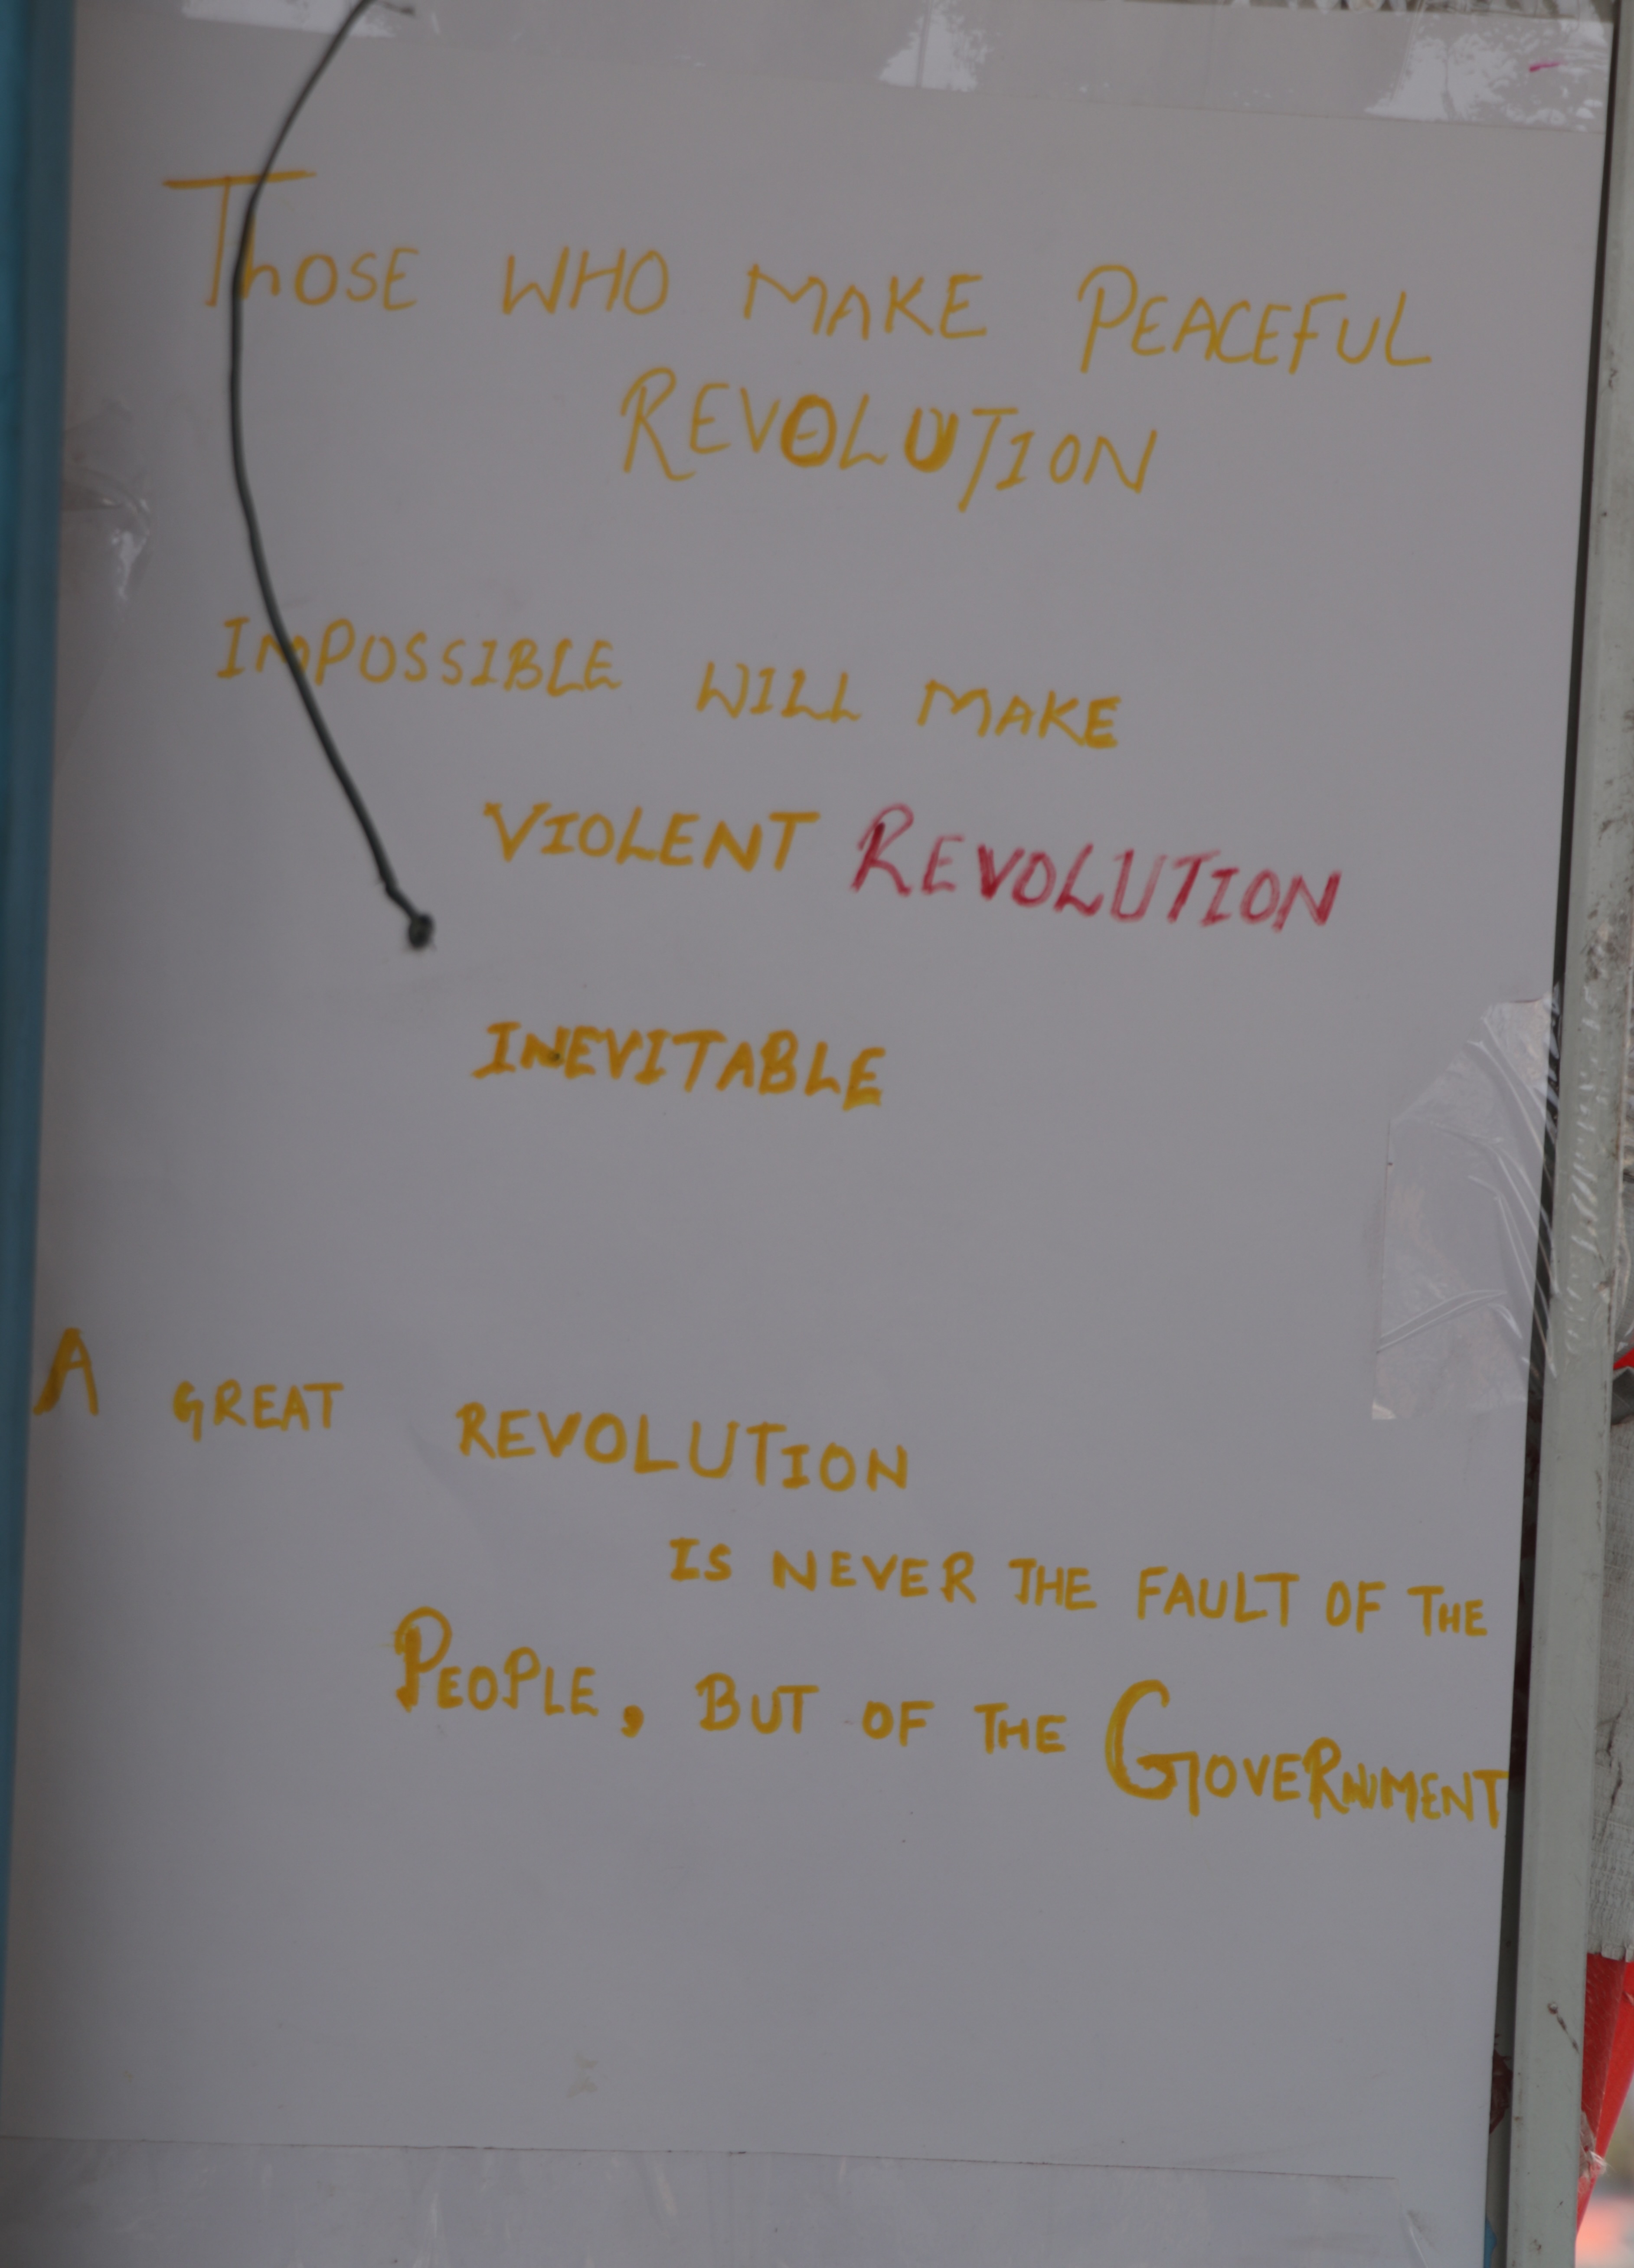 THOSE WHO MAKE PEACEFUL
REVOLUTION
IMPOSSIBLE WILL MAKE
VIOLENT REVOLUTION
INEVITABLE
A GREAT REVOLUTION
IS NEVER THE FAULT OF THE
PEOPLE, BUT OF THE GOVERNMENT